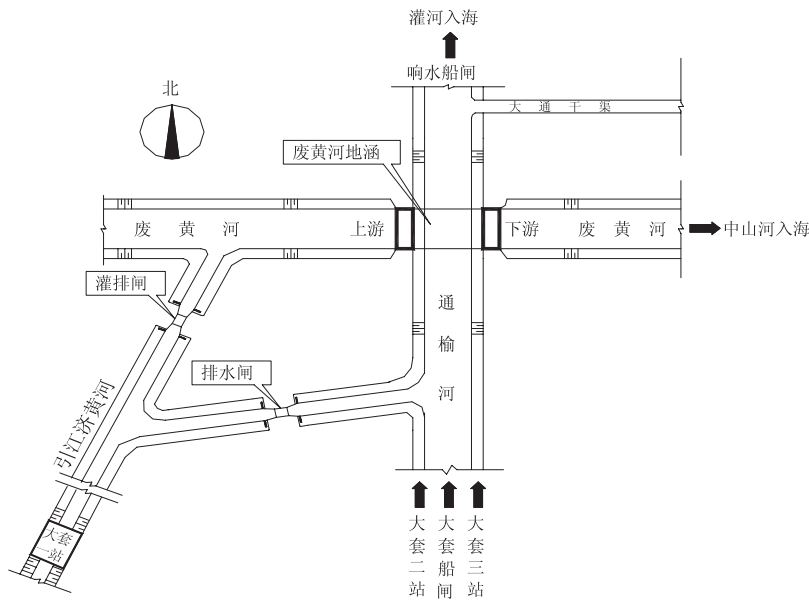 灌河入海
响水船闸
北
大通干渠
废黄河地涵
废黄河
上游
下游
废黄河
中山河入海
灌排闸
通榆河
排水闸
引江济黄河
大套一站
大套二站
大套船闸
大套三站